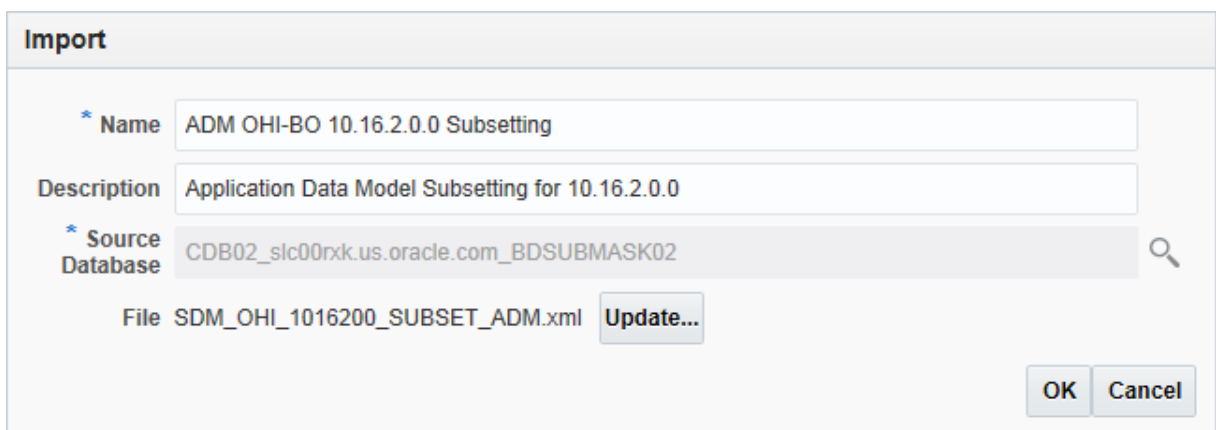 Import
* Name ADM OHI-BO 10.16.2.0.0 Subsetting
Description Application Data Model Subsetting for 10.16.2.0.0
* Source
Database CDB02_slc00rxk.us.oracle.com_BDSUBMASK02
File SDM_OHI_1016200_SUBSET_ADM.xml Update...
OK Cancel